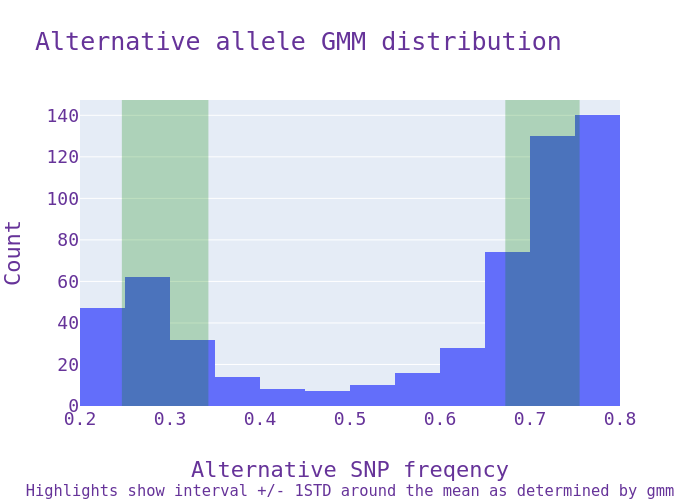 Alternative allele GMM distribution
Count
140
120
100
80
60
40
20
0
0.2 0.3 0.4 0.5 0.6 0.7 0.8
Alternative SNP freqency
Highlights show interval +/- 1STD around the mean as determined by gmm